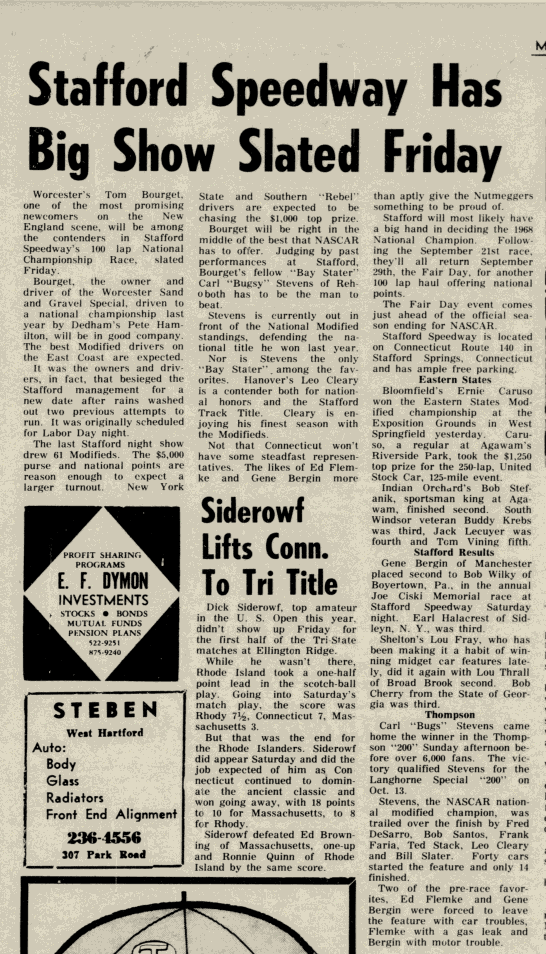 M
Stafford Speedway Has
Big Show Slated Friday
Worcester's Tom Bourget,
one of the most promising
newcomers on the New
England scene, will be among
the contenders in Stafford
Speedway's 100 lap National
Championship Race, slated
Friday.
Bourget, the owner and
driver of the Worcester Sand
and Gravel Special, driven to
a national championship last
year by Dedham's Pete Ham-
ilton, will be in good company.
The best Modified drivers on
the East Coast are expected.
It was the owners and driv-
ers, in fact, that besieged the
Stafford management for a
new date after rains washed
out two previous attempts to
run. It was originally scheduled
for Labor Day night.
The last Stafford night show
drew 61 Modifieds. The $5,000
purse and national points are
reason enough to expect a
larger turnout. New York
State and Southern "Rebel"
drivers are expected to be
chasing the $1,000 top prize.
Bourget will be right in the
middle of the best that NASCAR
has to offer. Judging by past
performances at Stafford,
Bourget's fellow "Bay Stater"
Carl "Bugsy" Stevens of Reh-
oboth has to be the man to
beat.
Stevens is currently out in
front of the National Modified
standings, defending the na-
tional title he won last year.
Nor is Stevens the only
"Bay Stater" among the fav-
orites. Hanover's Leo Cleary
is a contender both for nation-
al honors and the Stafford
Track Title. Cleary is en-
joying his finest season with
the Modifieds.
Not that Connecticut won't
have some steadfast represen-
tatives. The likes of Ed Flem-
ke and Gene Bergin more
than aptly give the Nutmeggers
something to be proud of.
Stafford will most likely have
a big hand in deciding the 1968
National Champion. Follow-
ing the September 21st race,
they'll all return September
29th, the Fair Day, for another
100 lap haul offering national
points.
The Fair Day event comes
just ahead of the official sea-
son ending for NASCAR.
Stafford Speedway is located
on Connecticut Route 140 in
Stafford Springs, Connecticut
and has ample free parking.
Eastern States
Bloomfield's Ernie Caruso
won the Eastern States Mod-
ified championship at the
Exposition Grounds in West
Springfield yesterday. Caru-
so, a regular at Agawam's
Riverside Park, took the $1,250
top prize for the 250-lap, United
Stock Car, 125-mile event.
Indian Orchard's Bob Stef-
anik, sportsman king at Aga-
wam, finished second. South
Windsor veteran Buddy Krebs
was third, Jack Lecuyer was
fourth and Tom Vining fifth.
Stafford Results
Gene Bergin of Manchester
placed second to Bob Wilky of
Boyertown, Pa., in the annual
Joe Ciski Memorial race at
Stafford Speedway Saturday
night. Earl Halacrest of Sid-
leyn, N. Y., was third.
Shelton's Lou Fray, who has
been making it a habit of win-
ning midget car features late-
ly, did it again with Lou Thrall
of Broad Brook second. Bob
Cherry from the State of Geor-
gia was third.
Thompson
Carl "Bugs" Stevens came
home the winner in the Thomp-
son "200" Sunday afternoon be-
fore over 6,000 fans. The vic-
tory qualified Stevens for the
Langhorne Special "200" on
Oct. 13.
Stevens, the NASCAR nation-
al modified champion, was
trailed over the finish by Fred
DeSarro, Bob Santos, Frank
Faria, Ted Stack, Leo Cleary
and Bill Slater. Forty cars
started the feature and only 14
finished.
Two of the pre-race favor-
ites, Ed Flemke and Gene
Bergin were forced to leave
the feature with car troubles,
Flemke with a gas leak and
Bergin with motor trouble.
Siderowf
Lifts Conn.
To Tri Title
Dick Siderowf, top amateur
in the U. S. Open this year,
didn't show up Friday for
the first half of the Tri-State
matches at Ellington Ridge.
While he wasn't there,
Rhode Island took a one-half
point lead in the scotch-ball
play. Going into Saturday's
match play, the score was
Rhody 7½, Connecticut 7, Mas-
sachusetts 3.
But that was the end for
the Rhode Islanders. Siderowf
did appear Saturday and did the
job expected of him as Con
necticut continued to domin-
ate the ancient classic and
won going away, with 18 points
to 10 for Massachusetts, to 8
for Rhody.
Siderowf defeated Ed Brown-
ing of Massachusetts, one-up
and Ronnie Quinn of Rhode
Island by the same score.
PROFIT SHARING
PROGRAMS
E. F. DYMON
INVESTMENTS
STOCKS ● BONDS
MUTUAL FUNDS
PENSION PLANS
522-9251
875-9240
STEBEN
West Hartford
Auto:
Body
Glass
Radiators
Front End Alignment
236-4556
307 Park Road